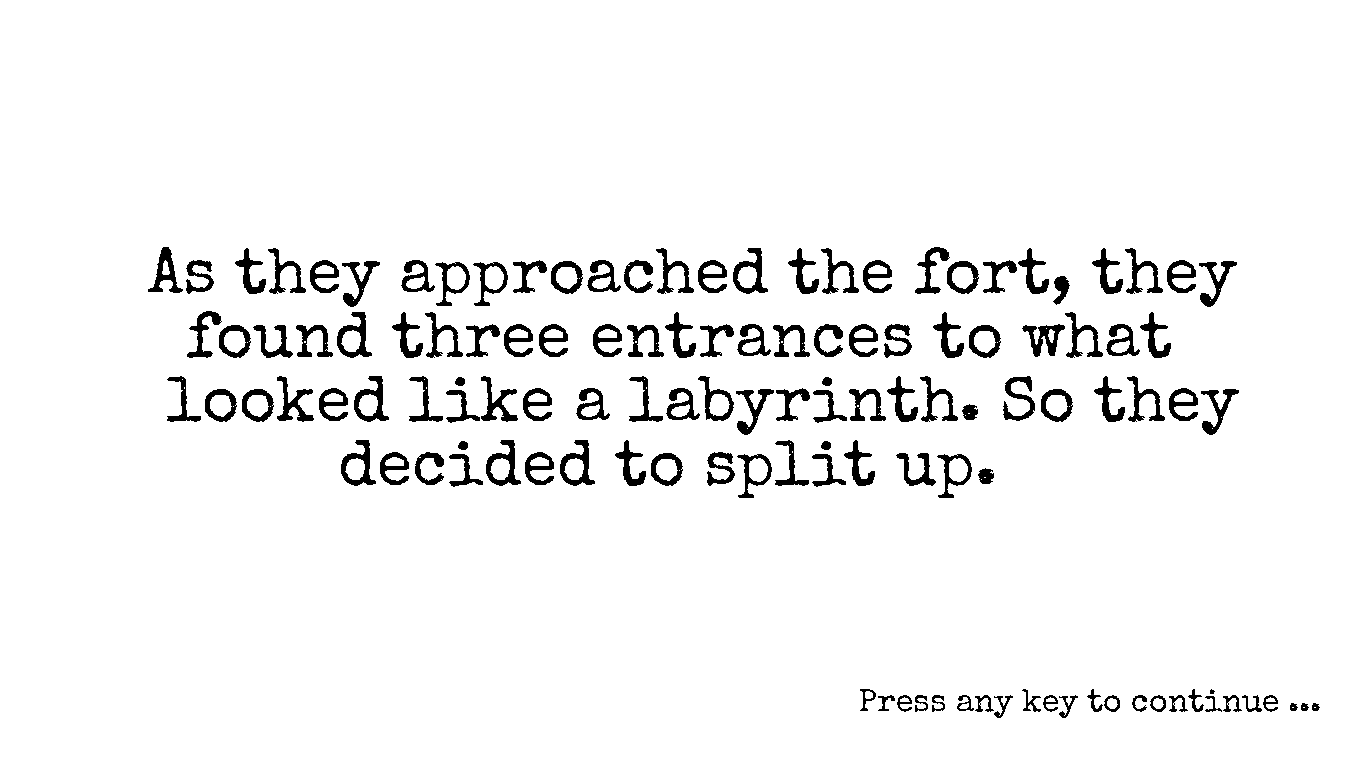 As they approached the fort, they
found three entrances to what
looked like a labyrinth. So they
decided to split up.
Press any key to continue ...